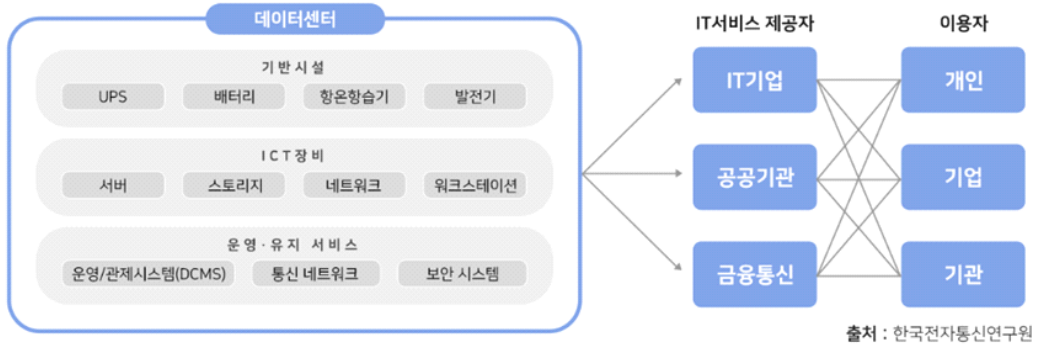 데이터센터
기반시설
UPS
배터리
항온항습기
발전기
ICT장비
서버
스토리지
네트워크
워크스테이션
운영·유지 서비스
운영/관제시스템(DCMS)
통신 네트워크
보안 시스템
IT서비스 제공자
IT기업
공공기관
금융통신
이용자
개인
기업
기관
출처 : 한국전자통신연구원